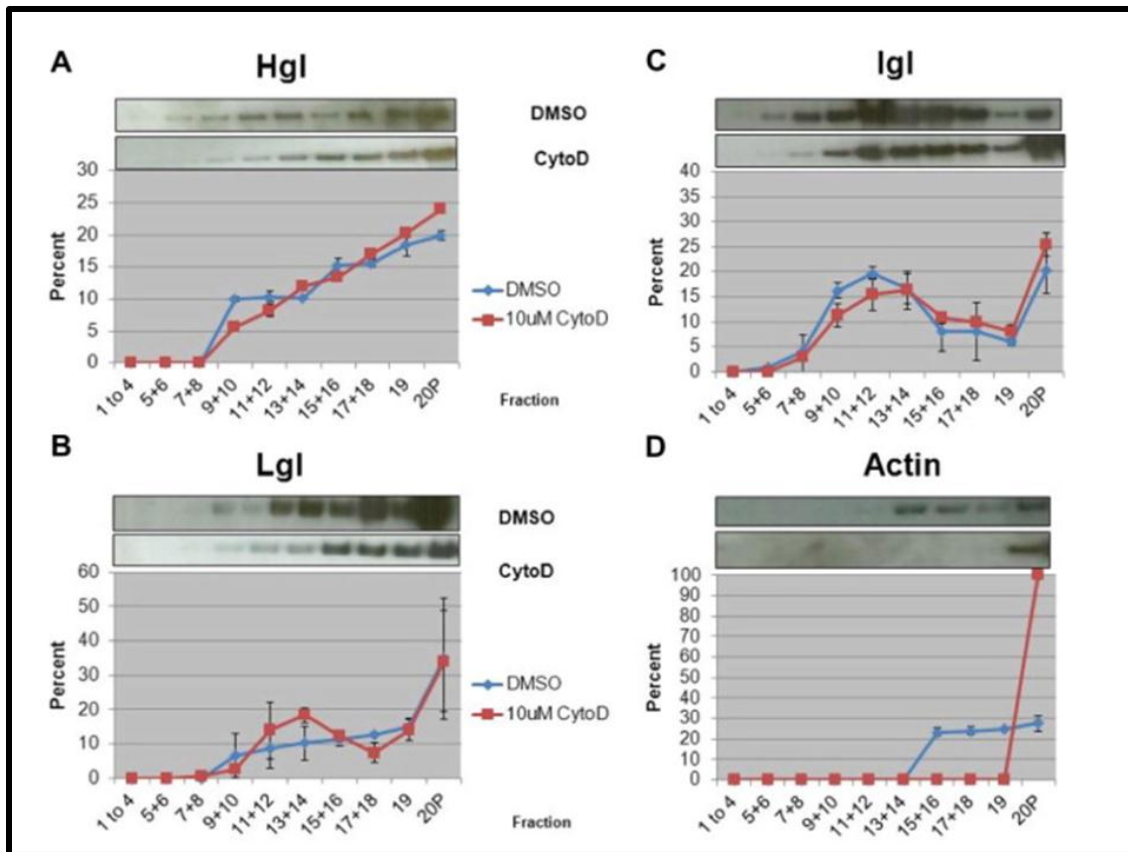 A
Hgl
DMSO
CytoD
30
25
20
15
10
5
0
Percent
1 to 4
5+6
7+8
9+10
11+12
13+14
15+16
17+18
19
20P
DMSO
10uM CytoD
Fraction
C
Igl
40
35
30
25
20
15
10
5
0
Percent
1 to 4
5+6
7+8
9+10
11+12
13+14
15+16
17+18
19
20P
B
Lgl
DMSO
CytoD
60
50
40
30
20
10
0
Percent
1 to 4
5+6
7+8
9+10
11+12
13+14
15+16
17+18
19
20P
DMSO
10uM CytoD
Fraction
D
Actin
100
90
80
70
60
50
40
30
20
10
0
Percent
1 to 4
5+6
7+8
9+10
11+12
13+14
15+16
17+18
19
20P